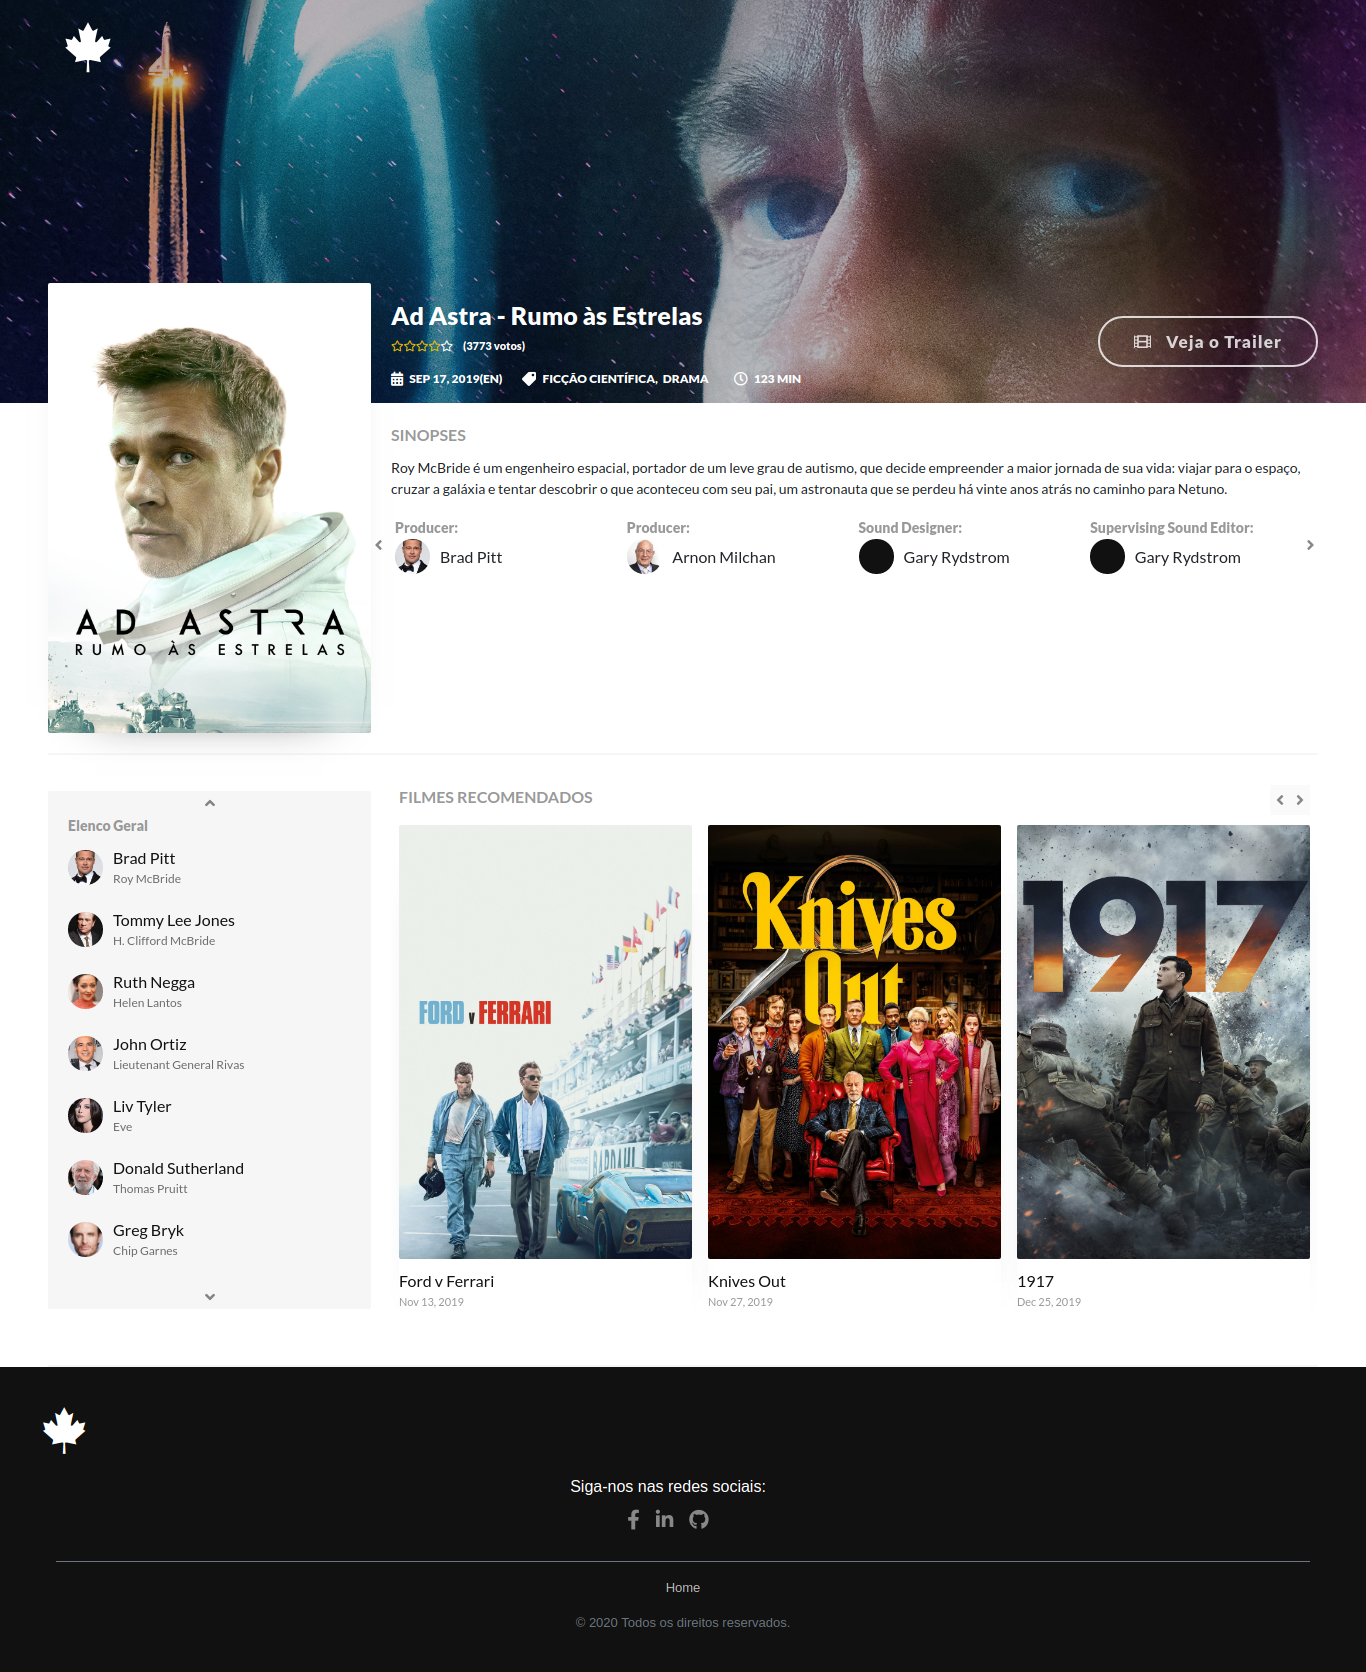 Ad Astra - Rumo às Estrelas
(3773 votos)
SEP 17, 2019(EN) FICÇÃO CIENTÍFICA, DRAMA 123 MIN
Veja o Trailer
AD ASTRA
RUMO ÀS ESTRELAS
SINOPSES
Roy McBride é um engenheiro espacial, portador de um leve grau de autismo, que decide empreender a maior jornada de sua vida: viajar para o espaço,
cruzar a galáxia e tentar descobrir o que aconteceu com seu pai, um astronauta que se perdeu há vinte anos atrás no caminho para Netuno.
Producer:
Brad Pitt
Producer:
Arnon Milchan
Sound Designer:
Gary Rydstrom
Supervising Sound Editor:
Gary Rydstrom
Elenco Geral
Brad Pitt
Roy McBride
Tommy Lee Jones
H. Clifford McBride
Ruth Negga
Helen Lantos
John Ortiz
Lieutenant General Rivas
Liv Tyler
Eve
Donald Sutherland
Thomas Pruitt
Greg Bryk
Chip Garnes
FILMES RECOMENDADOS
FORD v FERRARI
Ford v Ferrari
Nov 13, 2019
Knives
Out
Knives Out
Nov 27, 2019
1917
1917
Dec 25, 2019
Siga-nos nas redes sociais:
Home
© 2020 Todos os direitos reservados.